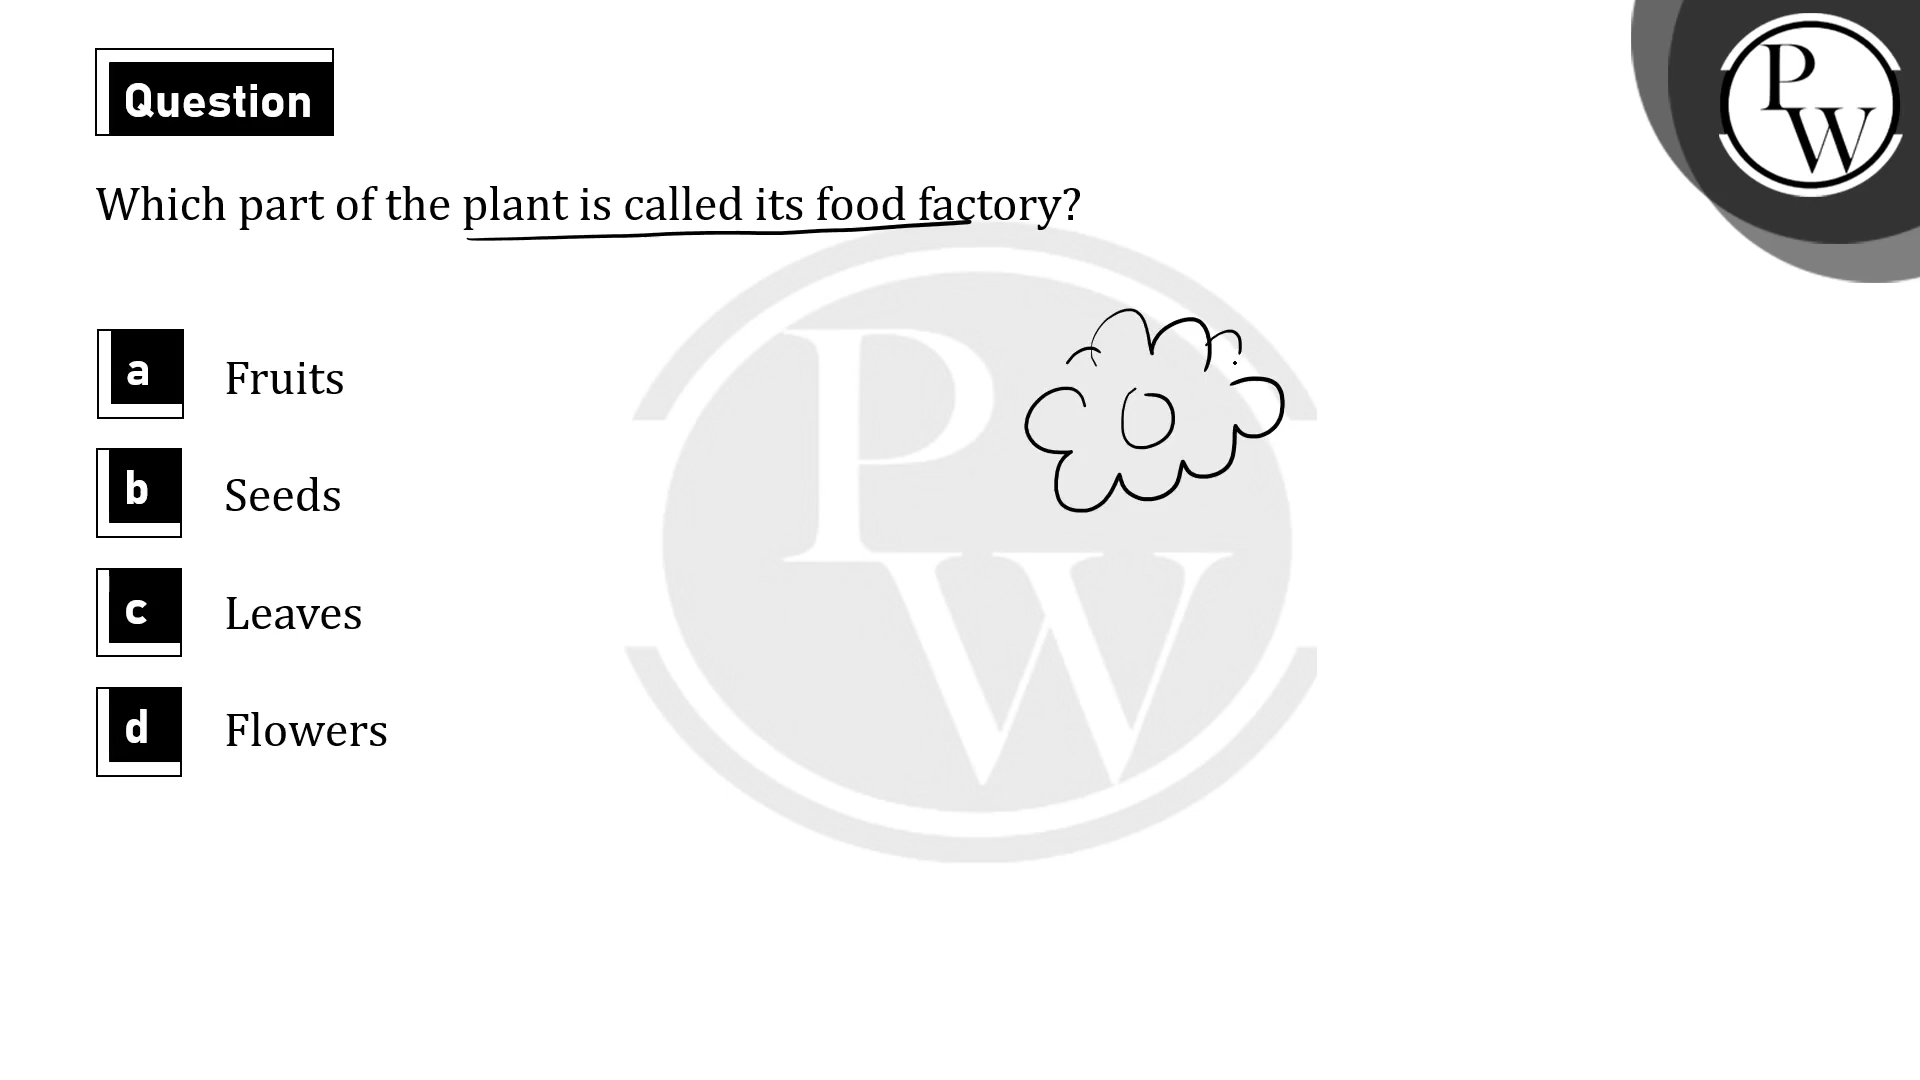 Question
P
W
Which part of the plant is called its food factory?
a Fruits
b Seeds
c Leaves
d Flowers
P
W